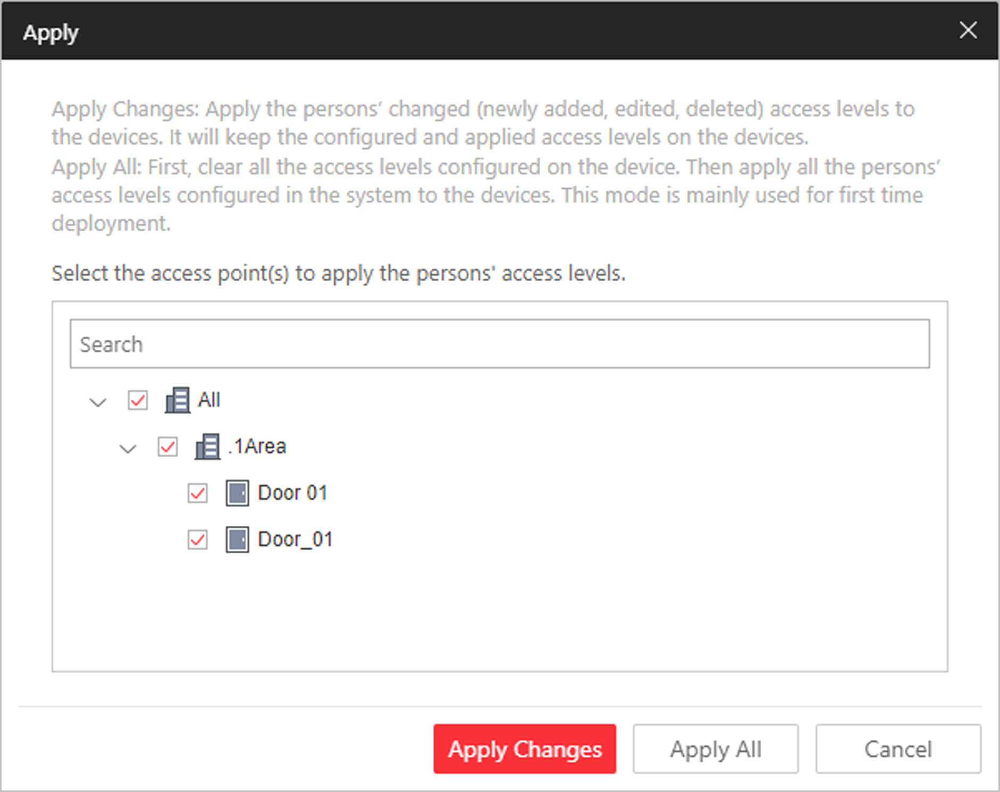 Apply
Apply Changes: Apply the persons’ changed (newly added, edited, deleted) access levels to
the devices. It will keep the configured and applied access levels on the devices.
Apply All: First, clear all the access levels configured on the device. Then apply all the persons’
access levels configured in the system to the devices. This mode is mainly used for first time
deployment.
Select the access point(s) to apply the persons' access levels.
Search
All
.1Area
Door 01
Door_01
Apply Changes
Apply All
Cancel